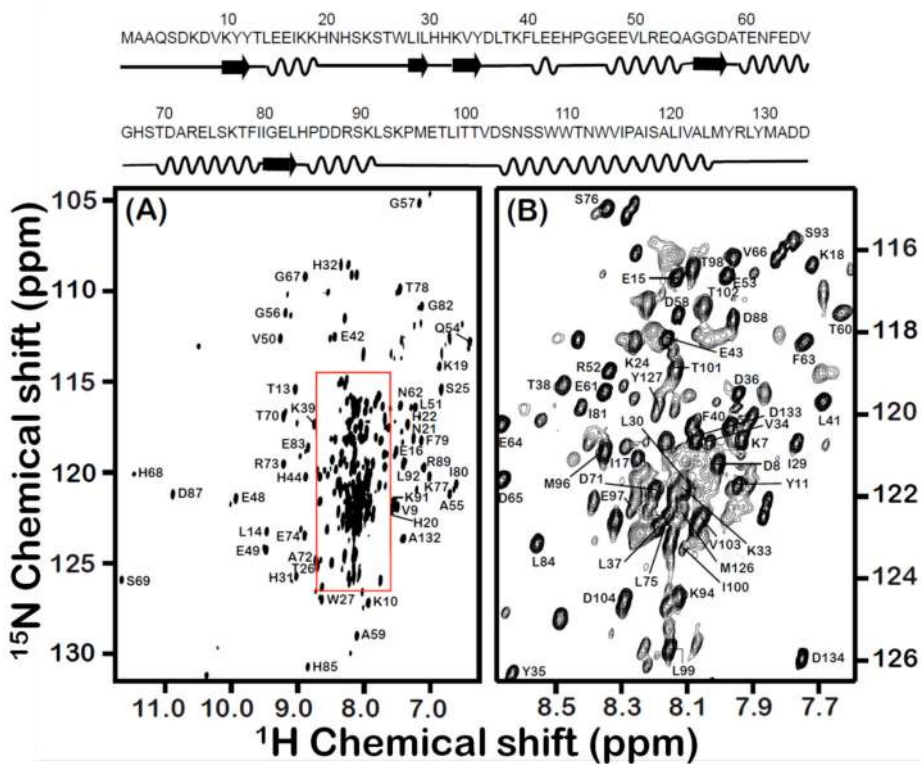 10 20 30 40 50 60
MAAQSDKDVKYYTLEEIKKHNHSKSTWLILHHKVYDLTKFLEEHPGGEEVLREQAGGDATENFEDV
70 80 90 100 110 120 130
GHSTDARELSKTFIIGELHPDDRSKLSKPMETLITTVDSNSSWWTNWVIPAISALIVALMYRLYMADD
(A)
G57
G67
H32
T78
G56
G82
V50
E42
Q54
K19
T13
N62
S25
K39
L51
T70
H22
N21
E83
F79
E16
R73
R89
H68
H44
L92
I80
K77
D87
E48
K91
A55
V9
L14
E74
H20
E49
A132
A72
T26
H31
S69
W27
K10
A59
H85
105
110
115
120
125
130
11.0 10.0 9.0 8.0 7.0
(B)
S76
S93
V66
T98
K18
E15
E53
D58
T102
D88
T60
E43
K24
F63
R52
T101
Y127
T38
E61
D36
I81
L30
F40
D133
L41
V34
E64
K7
I17
I29
M96
D71
D8
D65
E97
Y11
V103
K33
L84
L37
M126
L75
I100
D104
K94
L99
D134
Y35
116
118
120
122
124
126
8.5 8.3 8.1 7.9 7.7
15N Chemical shift (ppm)
1H Chemical shift (ppm)